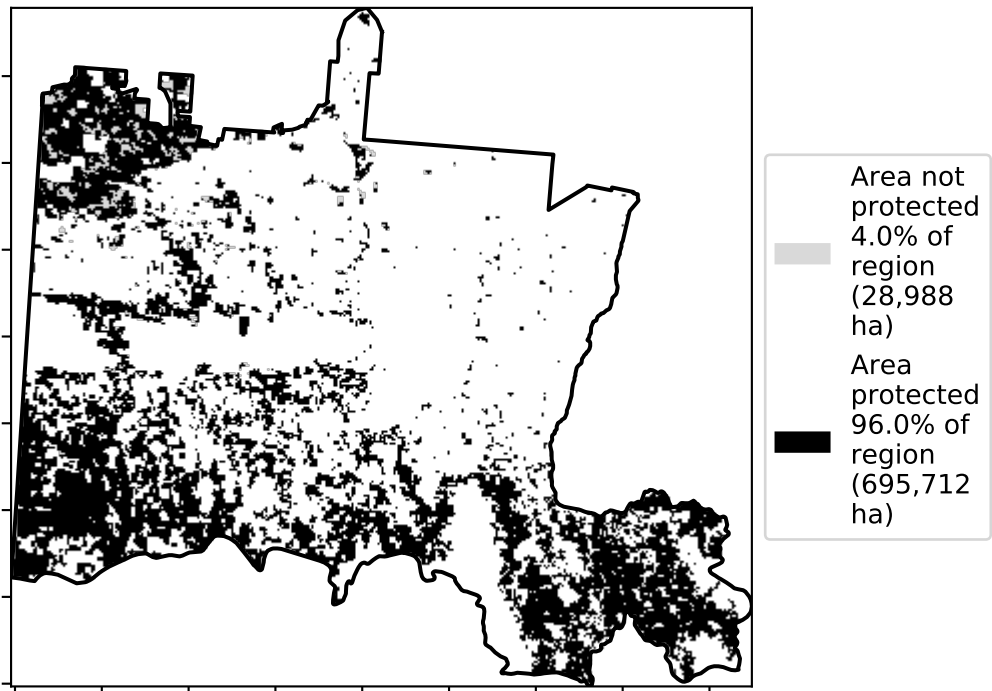 Area not
protected
4.0% of
region
(28,988
ha)
Area
protected
96.0% of
region
(695,712
ha)